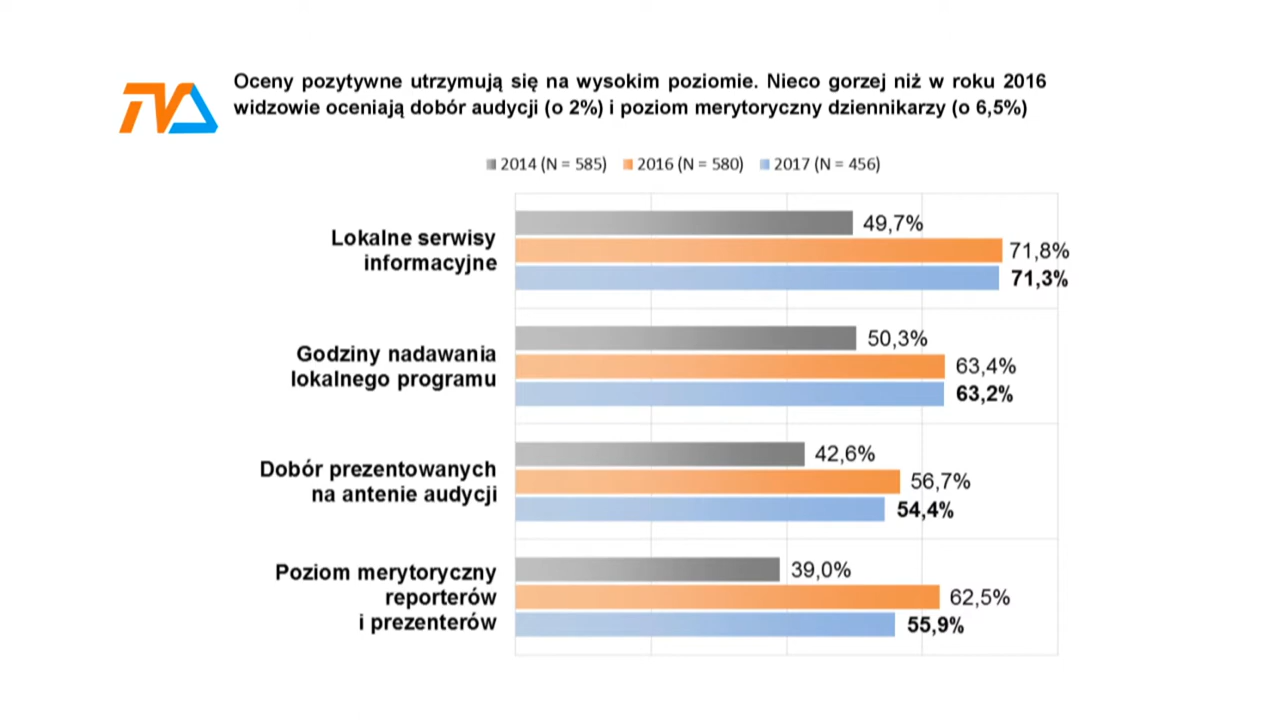 TVA
Oceny pozytywne utrzymują się na wysokim poziomie. Nieco gorzej niż w roku 2016
widzowie oceniają dobór audycji (o 2%) i poziom merytoryczny dziennikarzy (o 6,5%)
2014 (N = 585) 2016 (N = 580) 2017 (N = 456)
Lokalne serwisy
informacyjne
49,7%
71,8%
71,3%
Godziny nadawania
lokalnego programu
50,3%
63,4%
63,2%
Dobór prezentowanych
na antenie audycji
42,6%
56,7%
54,4%
Poziom merytoryczny
reporterów
i prezenterów
39,0%
62,5%
55,9%